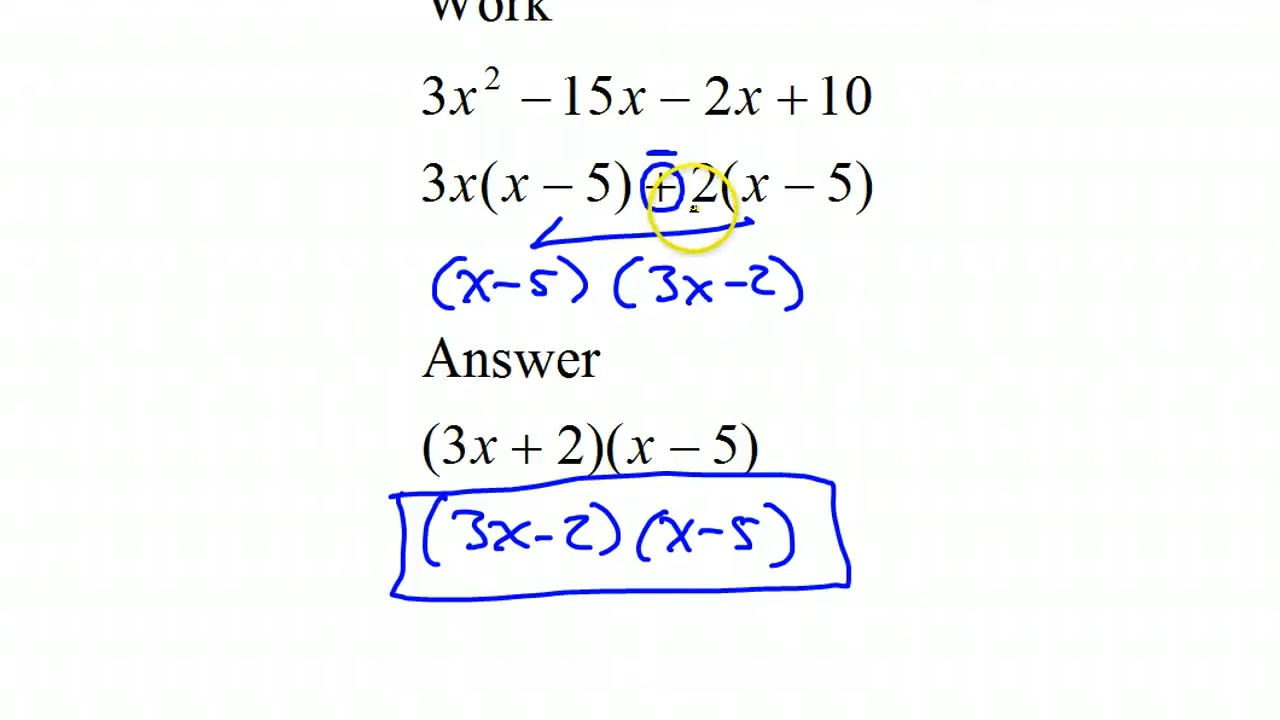 Work
3x² − 15x − 2x + 10
3x(x − 5) + 2(x − 5)
−
(x−5) (3x−2)
Answer
(3x + 2)(x − 5)
(3x−2) (x−5)